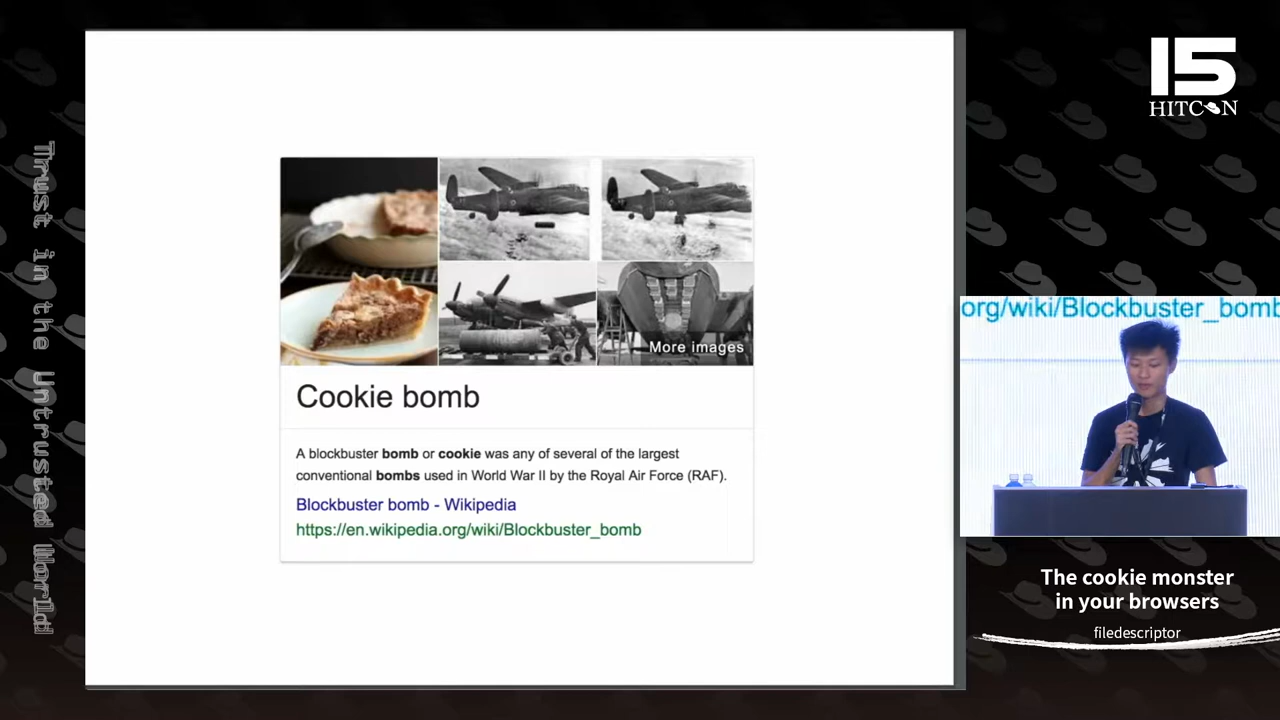 Trust in the Untrusted World
More images
Cookie bomb
A blockbuster bomb or cookie was any of several of the largest
conventional bombs used in World War II by the Royal Air Force (RAF).
Blockbuster bomb - Wikipedia
https://en.wikipedia.org/wiki/Blockbuster_bomb
15
HITCON
org/wiki/Blockbuster_bomb
The cookie monster
in your browsers
filedescriptor